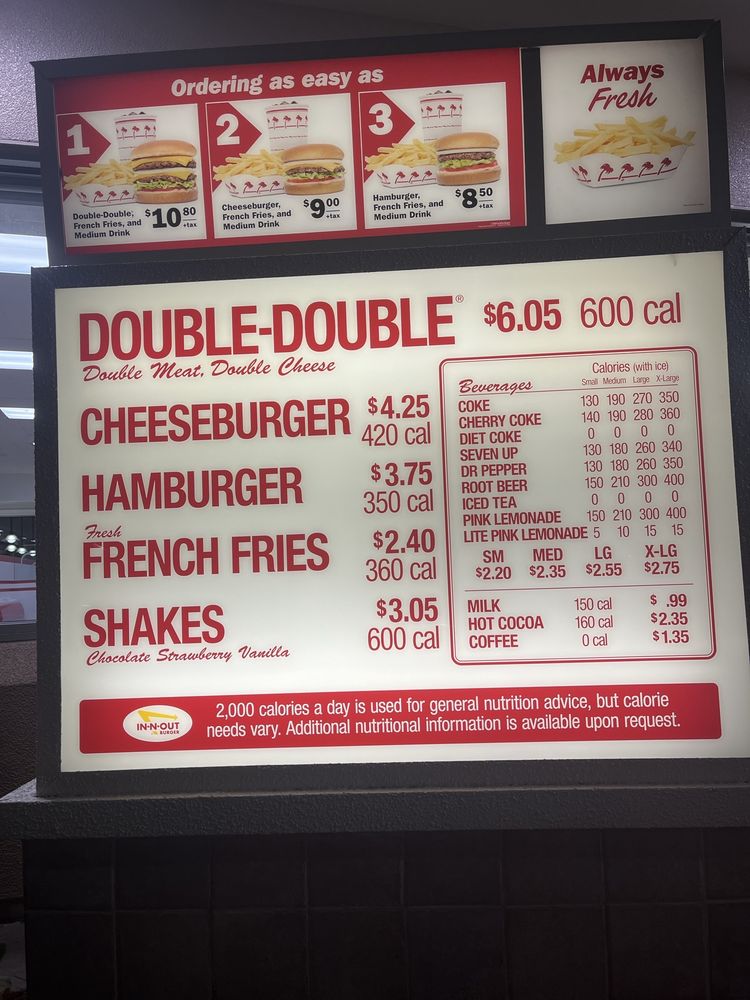 Ordering as easy as
1
Double-Double,
French Fries, and
Medium Drink
$10 80
+tax
2
Cheeseburger,
French Fries, and
Medium Drink
$9 00
+tax
3
Hamburger,
French Fries, and
Medium Drink
$8 50
+tax
Always
Fresh
DOUBLE-DOUBLE® $6.05 600 cal
Double Meat, Double Cheese
CHEESEBURGER $4.25
420 cal
HAMBURGER $3.75
350 cal
Fresh
FRENCH FRIES $2.40
360 cal
SHAKES $3.05
600 cal
Chocolate Strawberry Vanilla
Calories (with ice)
Beverages Small Medium Large X-Large
COKE 130 190 270 350
CHERRY COKE 140 190 280 360
DIET COKE 0 0 0 0
SEVEN UP 130 180 260 340
DR PEPPER 130 180 260 350
ROOT BEER 150 210 300 400
ICED TEA 0 0 0 0
PINK LEMONADE 150 210 300 400
LITE PINK LEMONADE 5 10 15 15
SM MED LG X-LG
$2.20 $2.35 $2.55 $2.75
MILK 150 cal $ .99
HOT COCOA 160 cal $2.35
COFFEE 0 cal $1.35
IN-N-OUT
BURGER
2,000 calories a day is used for general nutrition advice, but calorie
needs vary. Additional nutritional information is available upon request.